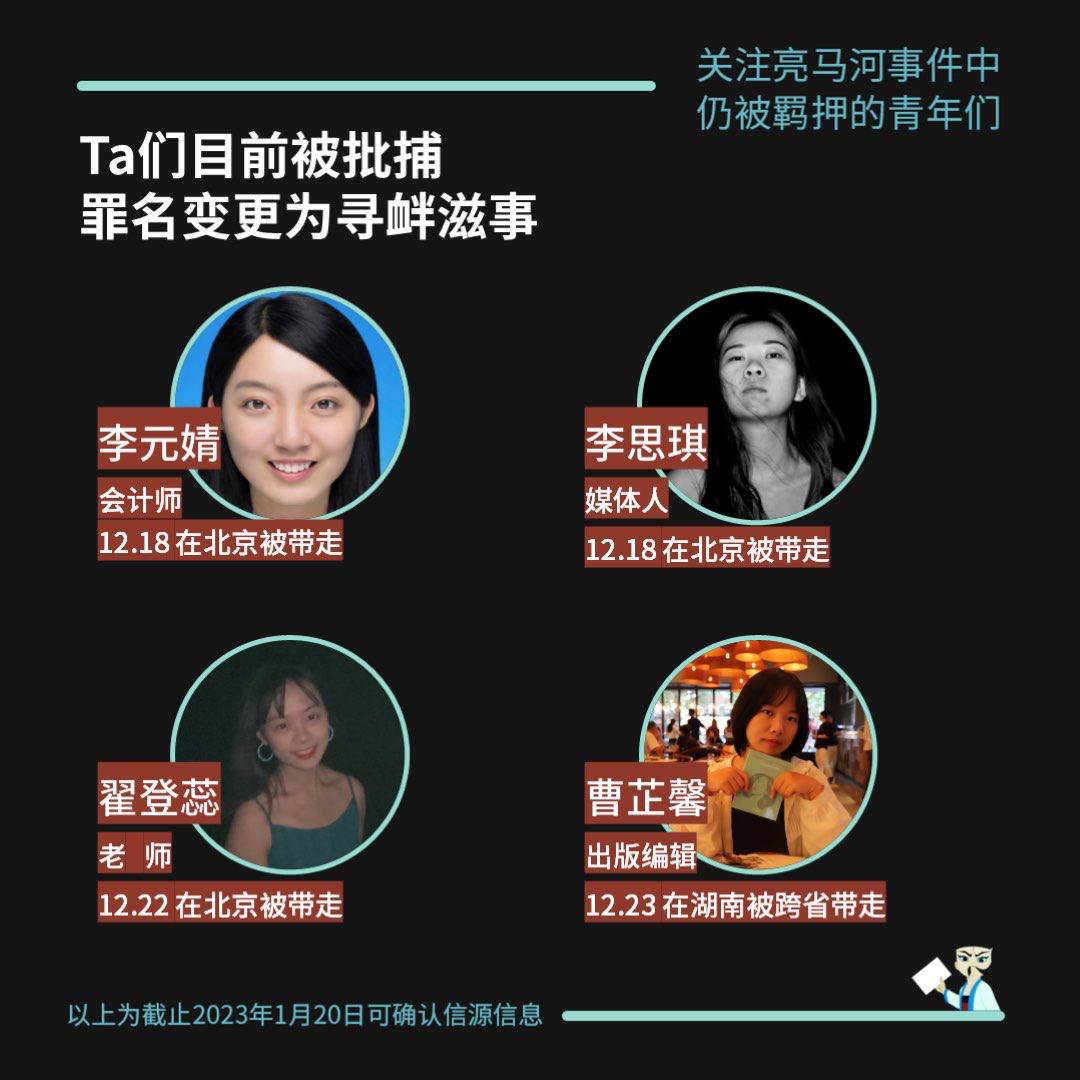 关注亮马河事件中
仍被羁押的青年们
Ta们目前被批捕
罪名变更为寻衅滋事
李元婧
会计师
12.18 在北京被带走
李思琪
媒体人
12.18 在北京被带走
翟登蕊
老 师
12.22 在北京被带走
曹芷馨
出版编辑
12.23 在湖南被跨省带走
以上为截止2023年1月20日可确认信源信息